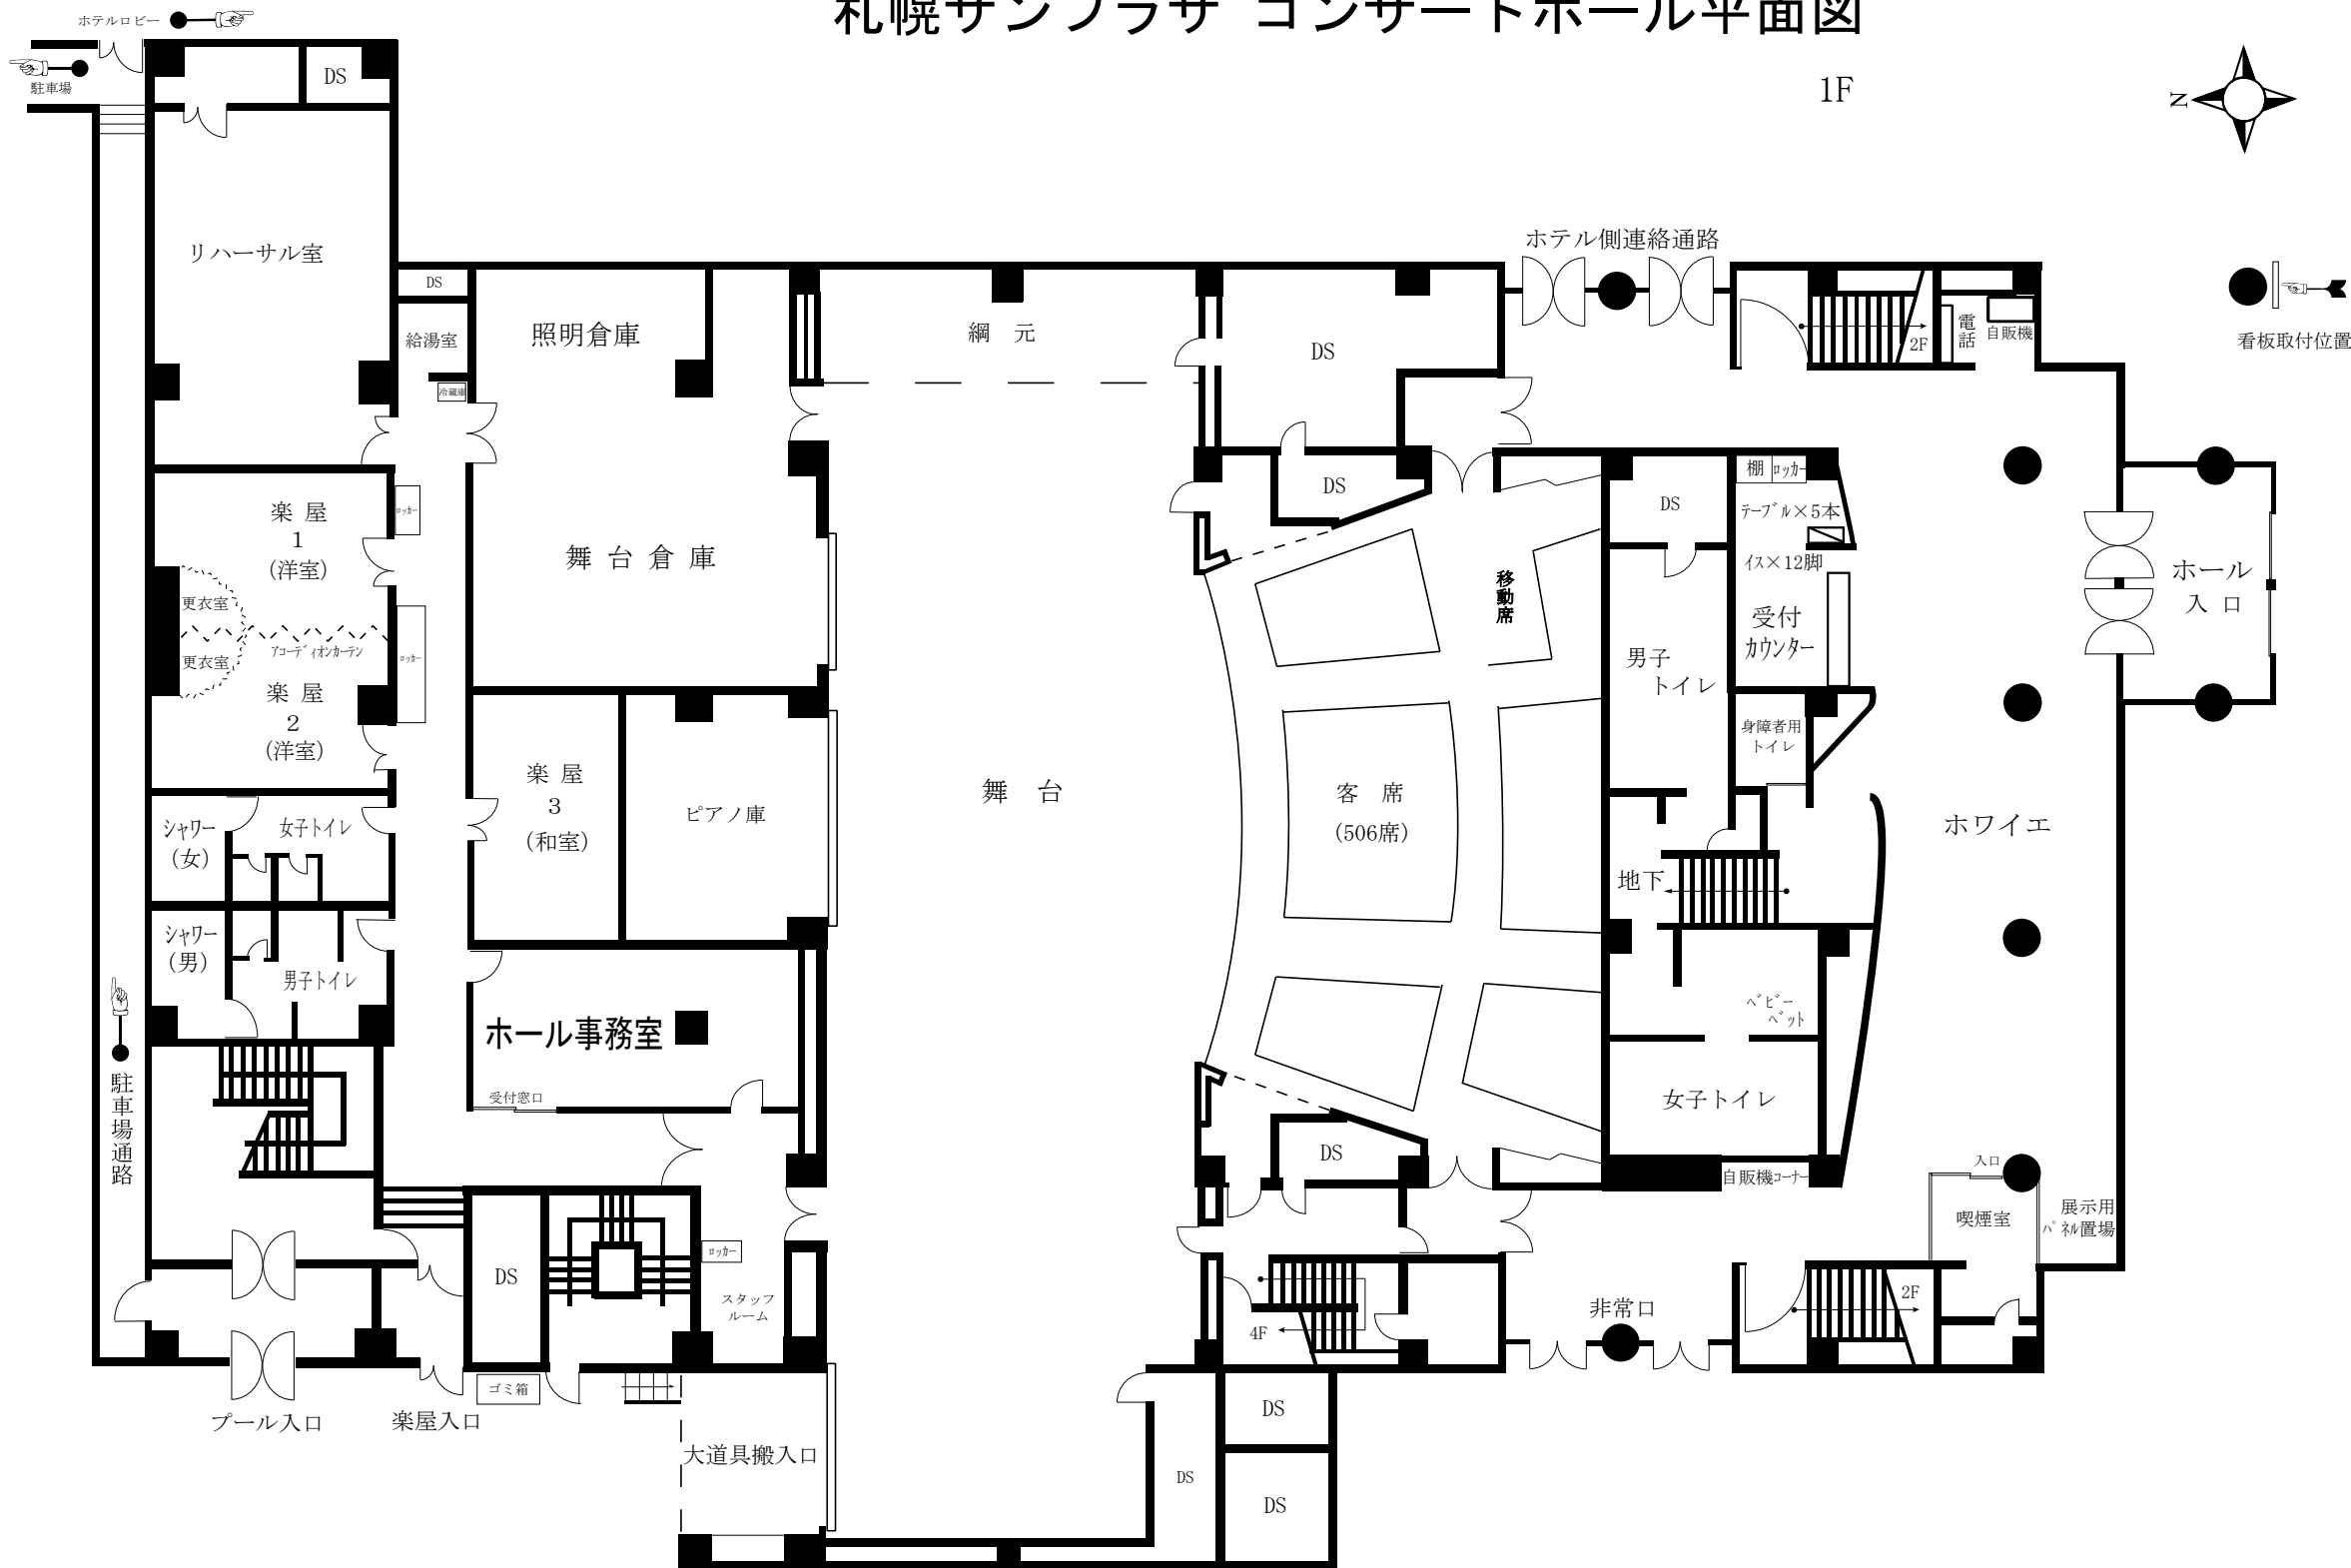 札幌サンプラザ コンサートホール平面図
1F
N
ホテルロビー
駐車場
DS
リハーサル室
DS
給湯室
冷蔵庫
照明倉庫
綱 元
DS
ホテル側連絡通路
2F
電話
自販機
看板取付位置
楽 屋
1
(洋室)
ロッカー
更衣室
アコーディオンカーテン
更衣室
ロッカー
楽 屋
2
(洋室)
舞 台 倉 庫
DS
移動席
DS
棚
ロッカー
テーブル×5本
イス×12脚
受付
カウンター
ホール
入 口
男子
トイレ
身障者用
トイレ
シャワー
(女)
女子トイレ
楽 屋
3
(和室)
ピアノ庫
舞 台
客 席
(506席)
ホワイエ
地下
シャワー
(男)
男子トイレ
ホール事務室
受付窓口
ベビー
ベット
女子トイレ
駐車場通路
DS
自販機コーナー
入口
喫煙室
展示用
パネル置場
DS
ロッカー
スタッフ
ルーム
4F
非常口
2F
ゴミ箱
プール入口
楽屋入口
大道具搬入口
DS
DS
DS